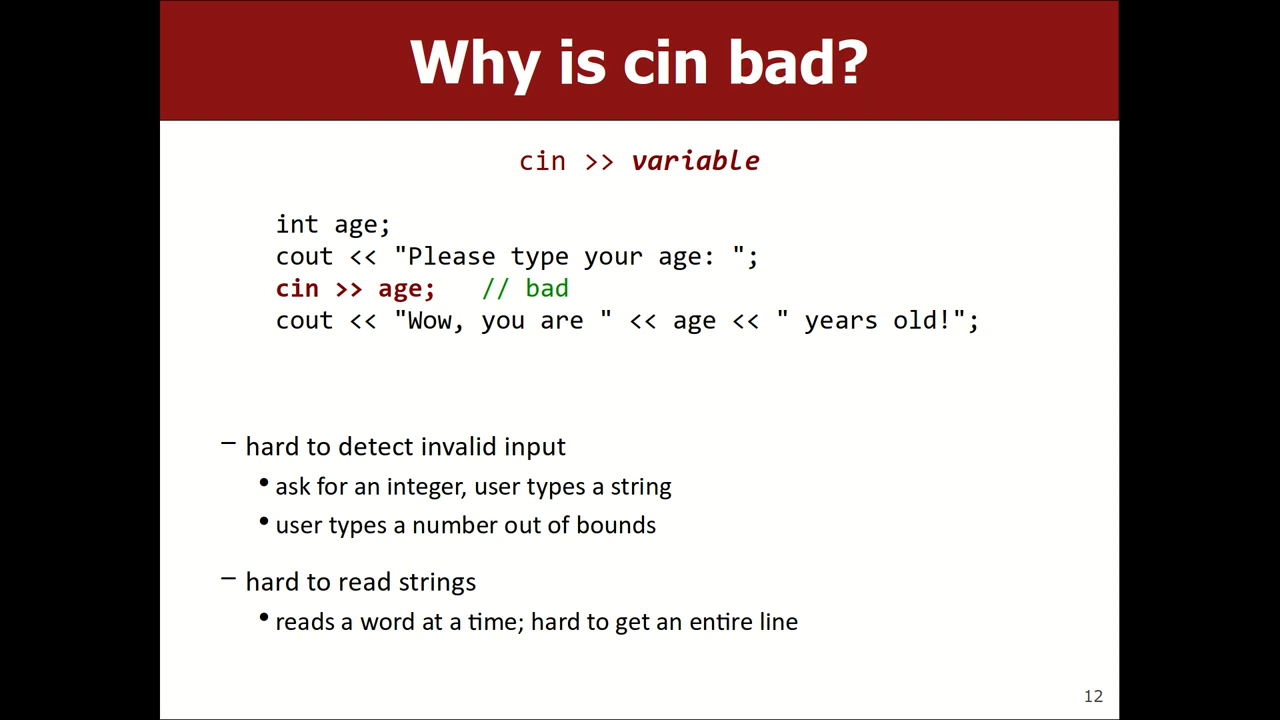 Why is cin bad?
cin >> variable
int age;
cout << "Please type your age: ";
cin >> age;   // bad
cout << "Wow, you are " << age << " years old!";
– hard to detect invalid input
• ask for an integer, user types a string
• user types a number out of bounds
– hard to read strings
• reads a word at a time; hard to get an entire line
12